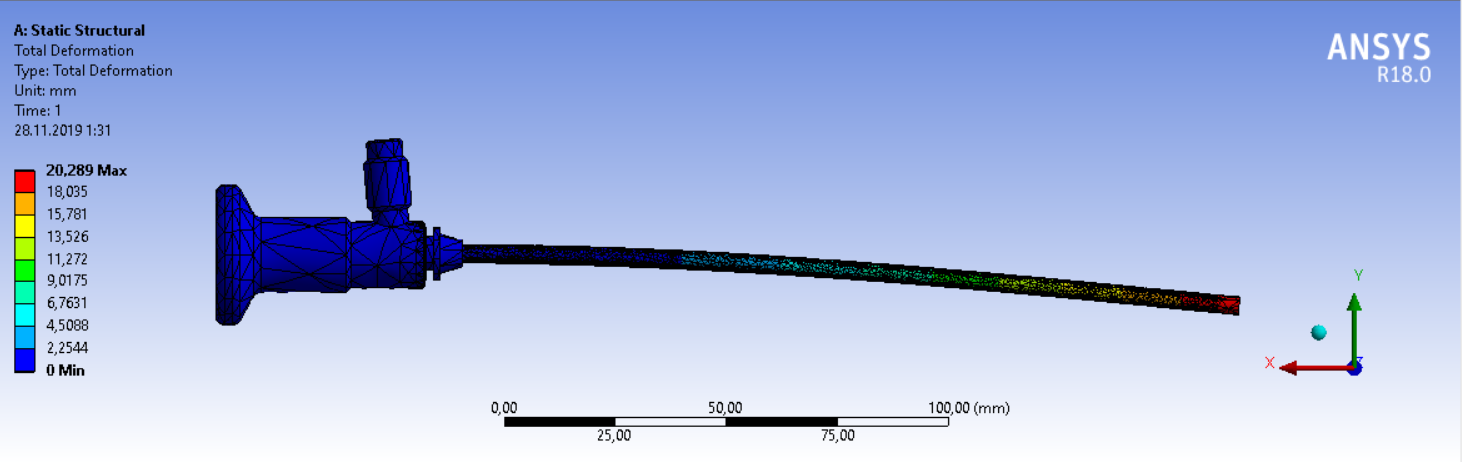 A: Static Structural
Total Deformation
Type: Total Deformation
Unit: mm
Time: 1
28.11.2019 1:31
20,289 Max
18,035
15,781
13,526
11,272
9,0175
6,7631
4,5088
2,2544
0 Min
ANSYS
R18.0
0,00 50,00 100,00 (mm)
25,00 75,00
Y
X
Z